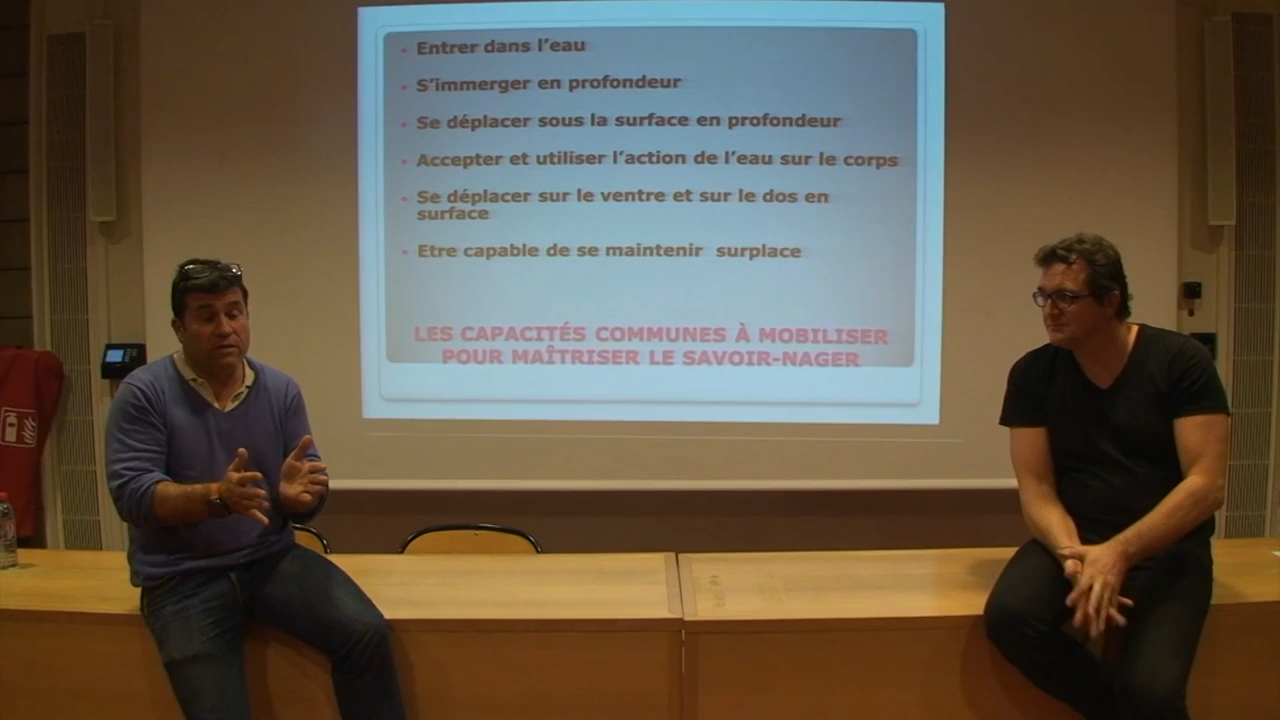 Entrer dans l'eau
S'immerger en profondeur
Se déplacer sous la surface en profondeur
Accepter et utiliser l'action de l'eau sur le corps
Se déplacer sur le ventre et sur le dos en
surface
Etre capable de se maintenir surplace
LES CAPACITÉS COMMUNES À MOBILISER
POUR MAÎTRISER LE SAVOIR-NAGER